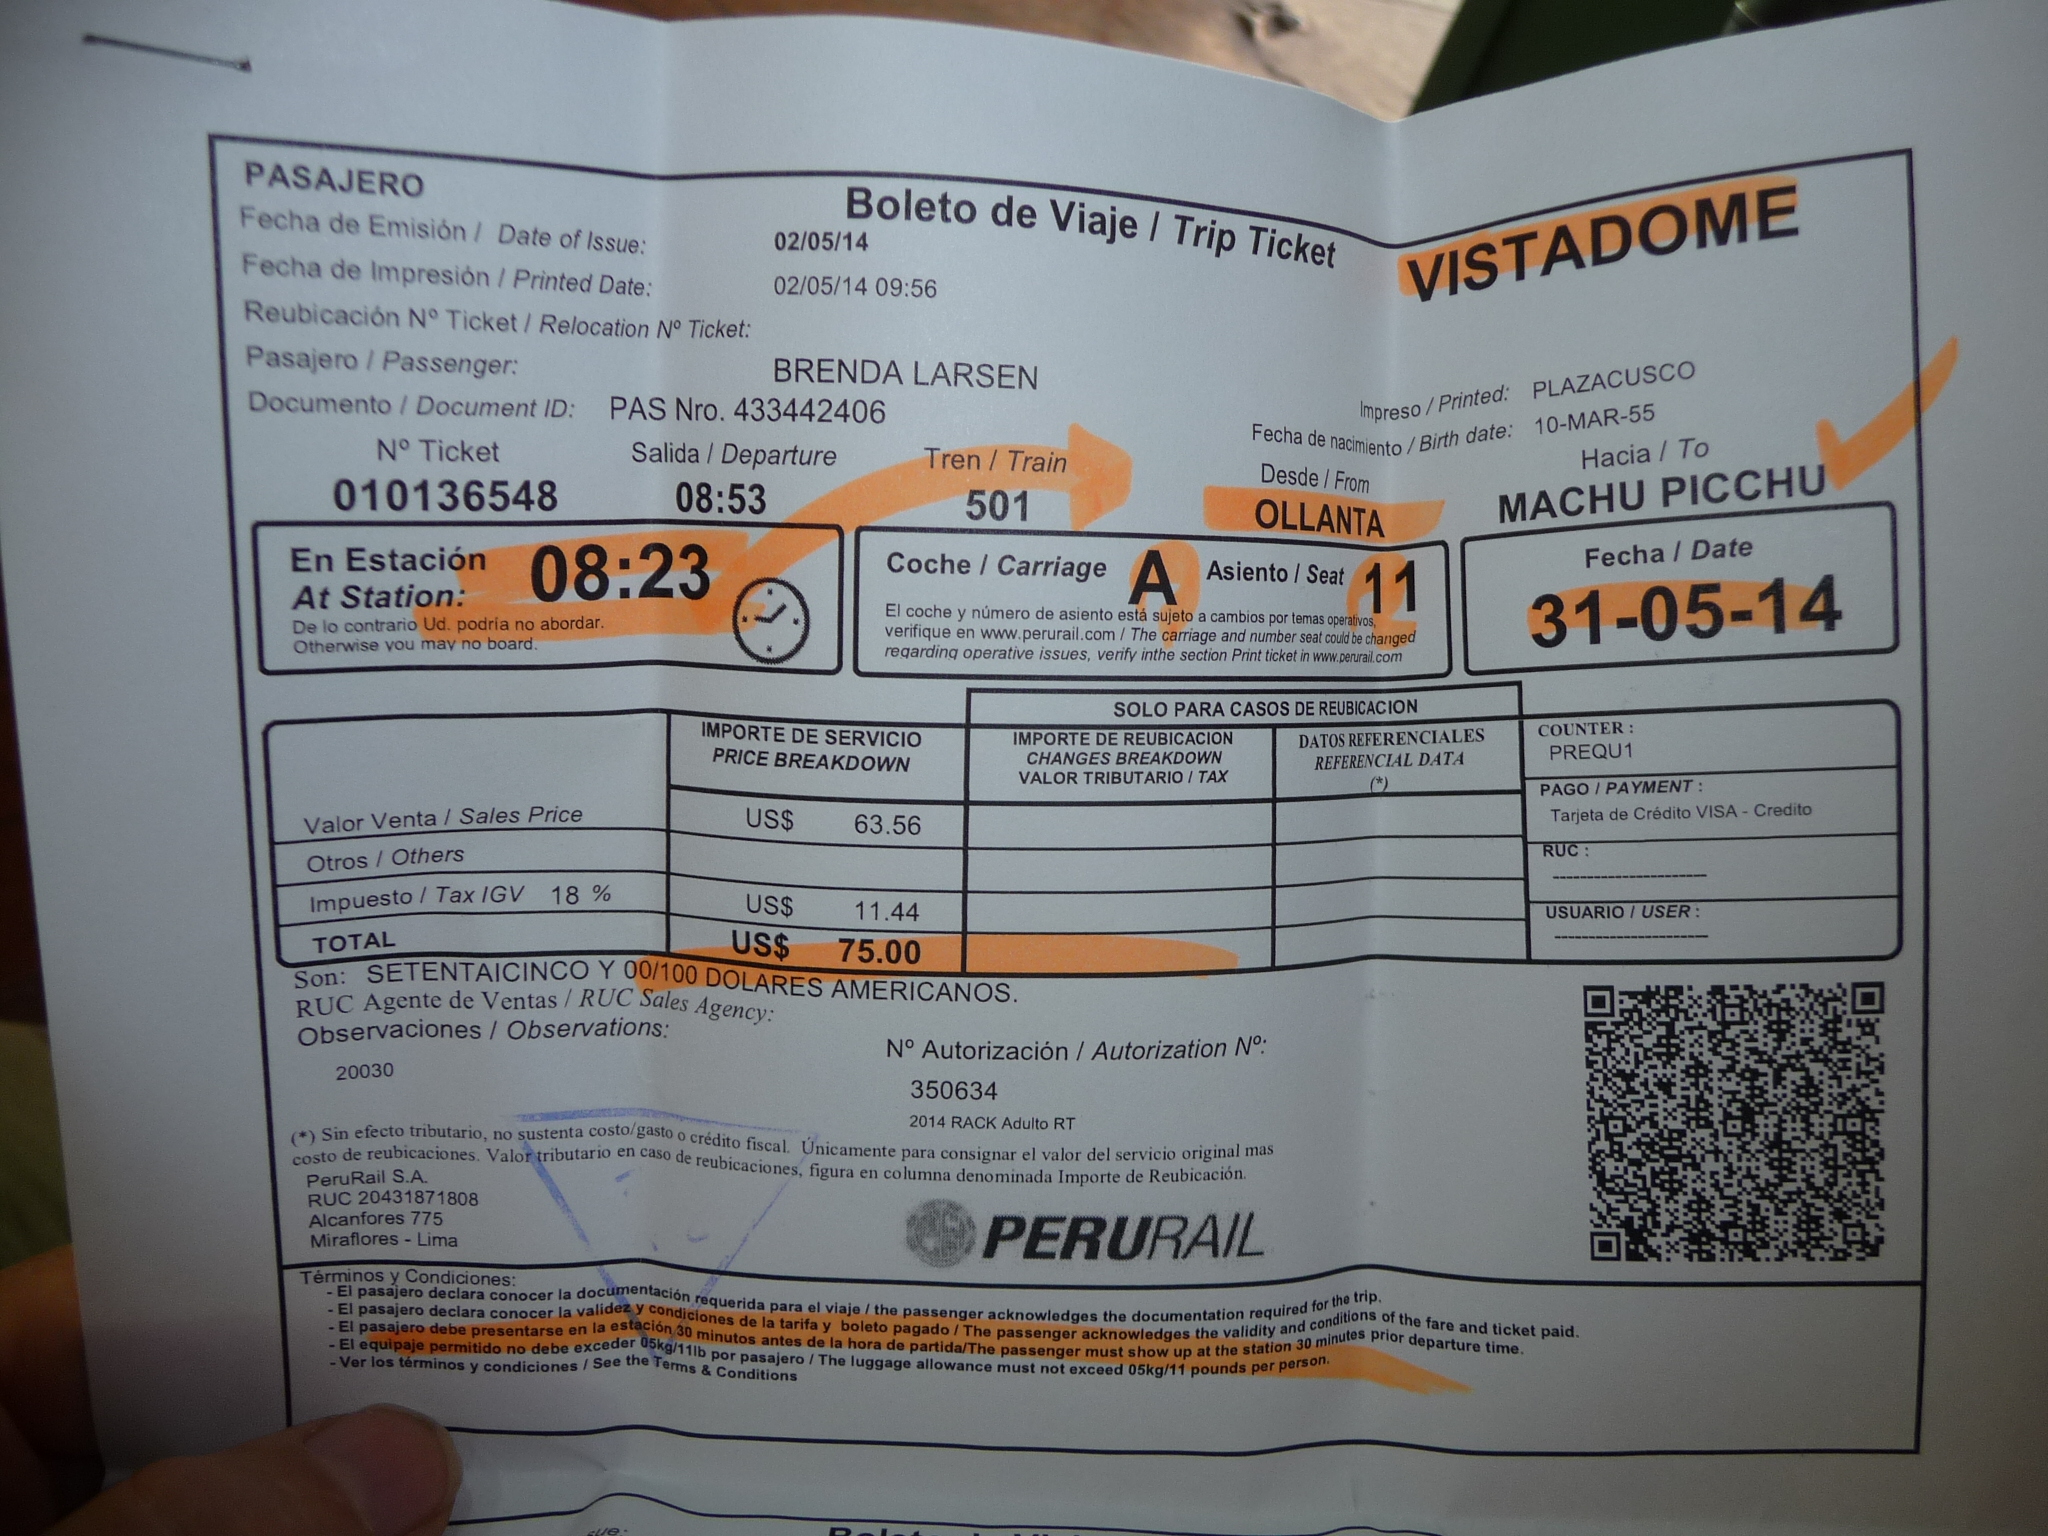 PASAJERO
Boleto de Viaje / Trip Ticket
VISTADOME
Fecha de Emisión / Date of Issue: 02/05/14
Fecha de Impresión / Printed Date: 02/05/14 09:56
Reubicación Nº Ticket / Relocation Nº Ticket:
Pasajero / Passenger: BRENDA LARSEN
Impreso / Printed: PLAZACUSCO
Documento / Document ID: PAS Nro. 433442406
Fecha de nacimiento / Birth date: 10-MAR-55
Nº Ticket Salida / Departure Tren / Train Desde / From Hacia / To
010136548 08:53 501 OLLANTA MACHU PICCHU
En Estación
At Station: 08:23
De lo contrario Ud. podría no abordar.
Otherwise you may no board.
Coche / Carriage A Asiento / Seat 11
El coche y número de asiento está sujeto a cambios por temas operativos,
verifique en www.perurail.com / The carriage and number seat could be changed
regarding operative issues, verify inthe section Print ticket in www.perurail.com
Fecha / Date
31-05-14
SOLO PARA CASOS DE REUBICACION
IMPORTE DE SERVICIO
PRICE BREAKDOWN
IMPORTE DE REUBICACION
CHANGES BREAKDOWN
VALOR TRIBUTARIO / TAX
DATOS REFERENCIALES
REFERENCIAL DATA
(*)
COUNTER :
PREQU1
PAGO / PAYMENT :
Tarjeta de Crédito VISA - Credito
RUC :
--------------------
USUARIO / USER :
--------------------
Valor Venta / Sales Price US$ 63.56
Otros / Others
Impuesto / Tax IGV 18 % US$ 11.44
TOTAL US$ 75.00
Son: SETENTAICINCO Y 00/100 DOLARES AMERICANOS.
RUC Agente de Ventas / RUC Sales Agency:
Observaciones / Observations:
20030
Nº Autorización / Autorization Nº:
350634
2014 RACK Adulto RT
(*) Sin efecto tributario, no sustenta costo/gasto o crédito fiscal. Únicamente para consignar el valor del servicio original mas
costo de reubicaciones. Valor tributario en caso de reubicaciones, figura en columna denominada Importe de Reubicación.
PeruRail S.A.
RUC 20431871808
Alcanfores 775
Miraflores - Lima
PERURAIL
Términos y Condiciones:
- El pasajero declara conocer la documentación requerida para el viaje / the passenger acknowledges the documentation required for the trip.
- El pasajero declara conocer la validez y condiciones de la tarifa y boleto pagado / The passenger acknowledges the validity and conditions of the fare and ticket paid.
- El pasajero debe presentarse en la estación 30 minutos antes de la hora de partida/The passenger must show up at the station 30 minutes prior departure time.
- El equipaje permitido no debe exceder 05kg/11lb por pasajero / The luggage allowance must not exceed 05kg/11 pounds per person.
- Ver los términos y condiciones / See the Terms & Conditions